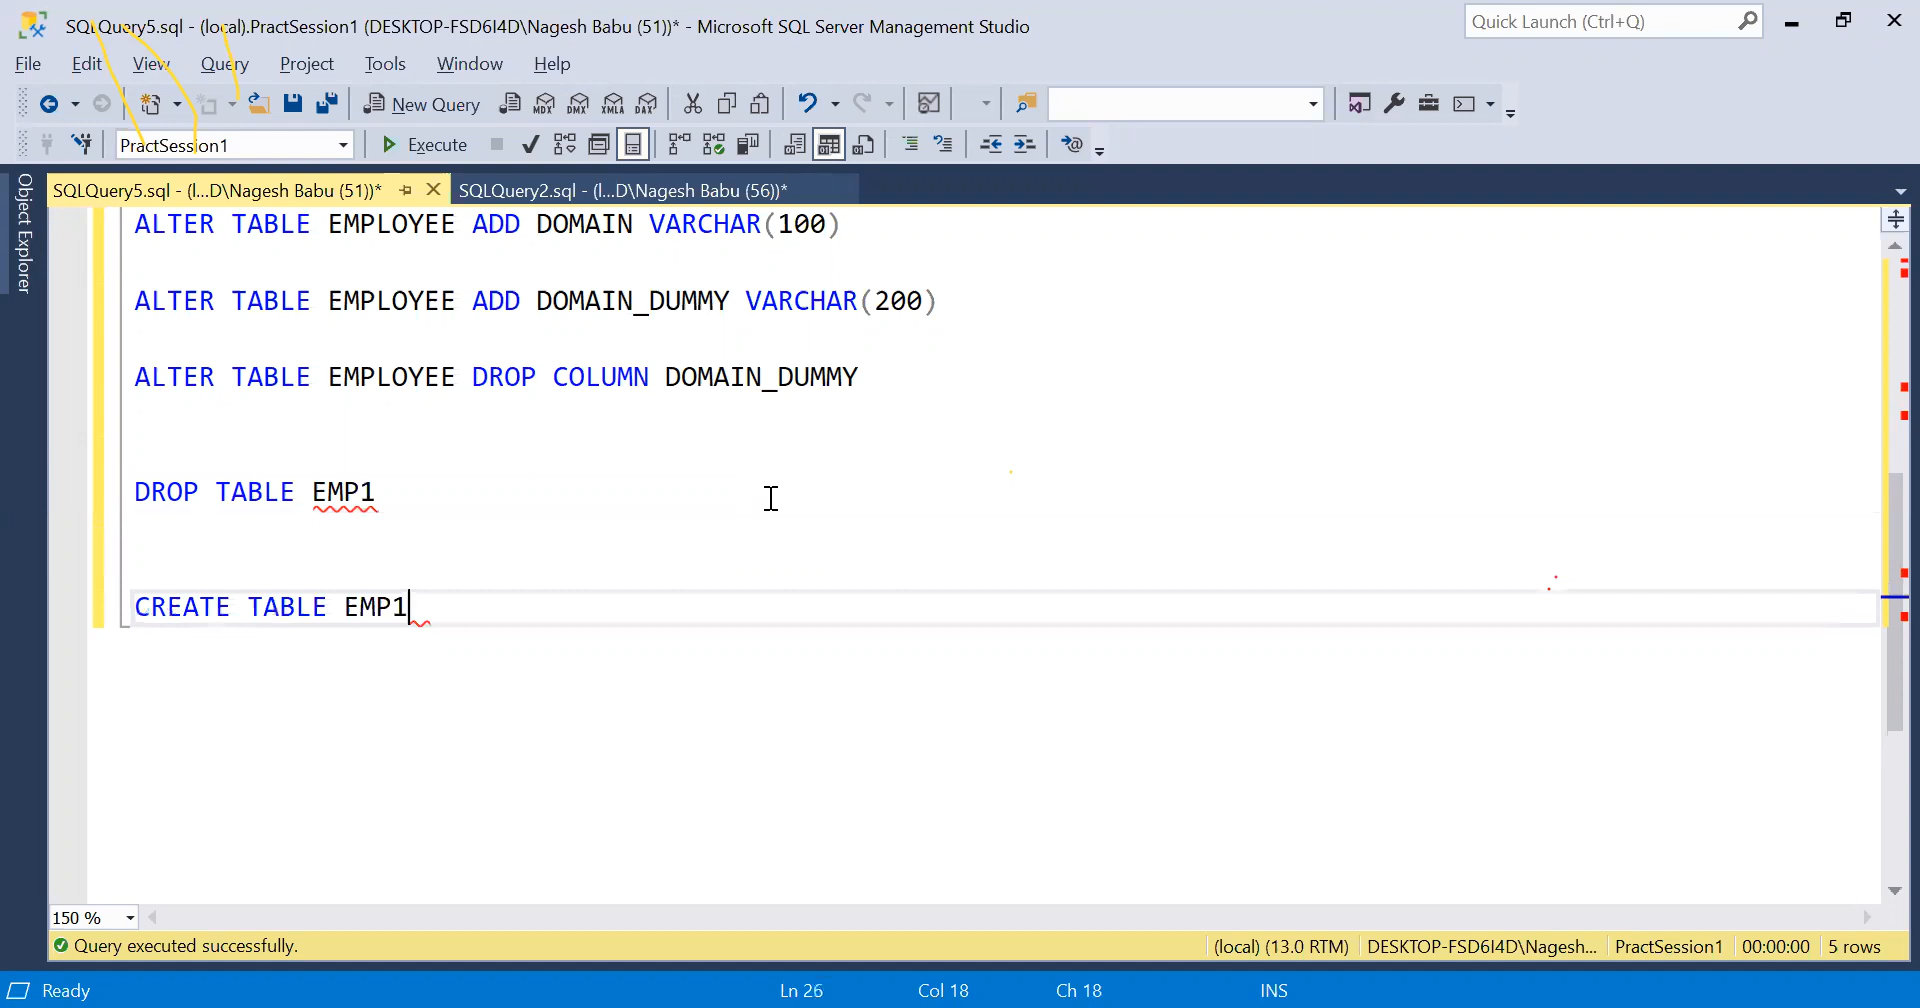 SQLQuery5.sql - (local).PractSession1 (DESKTOP-FSD6I4D\Nagesh Babu (51))* - Microsoft SQL Server Management Studio
Quick Launch (Ctrl+Q)
File Edit View Query Project Tools Window Help
New Query MDX DMX XMLA DAX
PractSession1 Execute
SQLQuery5.sql - (l...D\Nagesh Babu (51))* SQLQuery2.sql - (l...D\Nagesh Babu (56))*
Object Explorer
ALTER TABLE EMPLOYEE ADD DOMAIN VARCHAR(100)
ALTER TABLE EMPLOYEE ADD DOMAIN_DUMMY VARCHAR(200)
ALTER TABLE EMPLOYEE DROP COLUMN DOMAIN_DUMMY
DROP TABLE EMP1
CREATE TABLE EMP1
150 %
Query executed successfully. (local) (13.0 RTM) DESKTOP-FSD6I4D\Nagesh... PractSession1 00:00:00 5 rows
Ready Ln 26 Col 18 Ch 18 INS